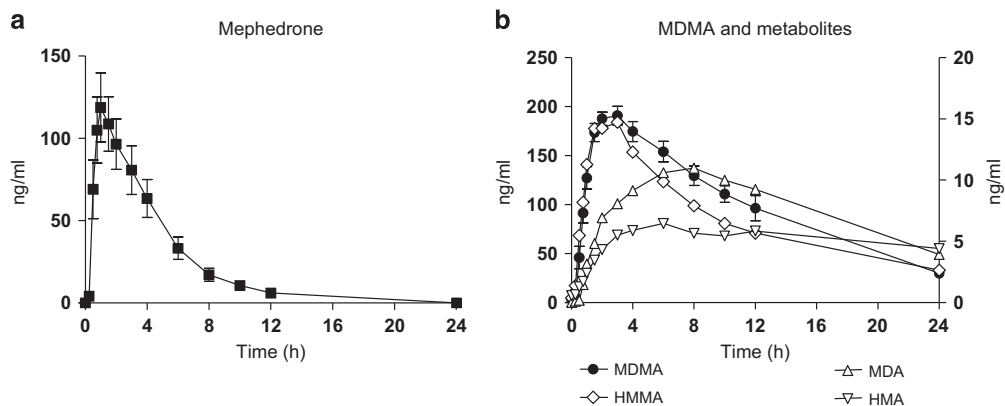 a
Mephedrone
150
100
50
0
ng/ml
0 4 8 12 16 20 24
Time (h)
b
MDMA and metabolites
250
200
150
100
50
0
ng/ml
20
15
10
5
0
ng/ml
0 4 8 12 16 20 24
Time (h)
MDMA
MDA
HMMA
HMA